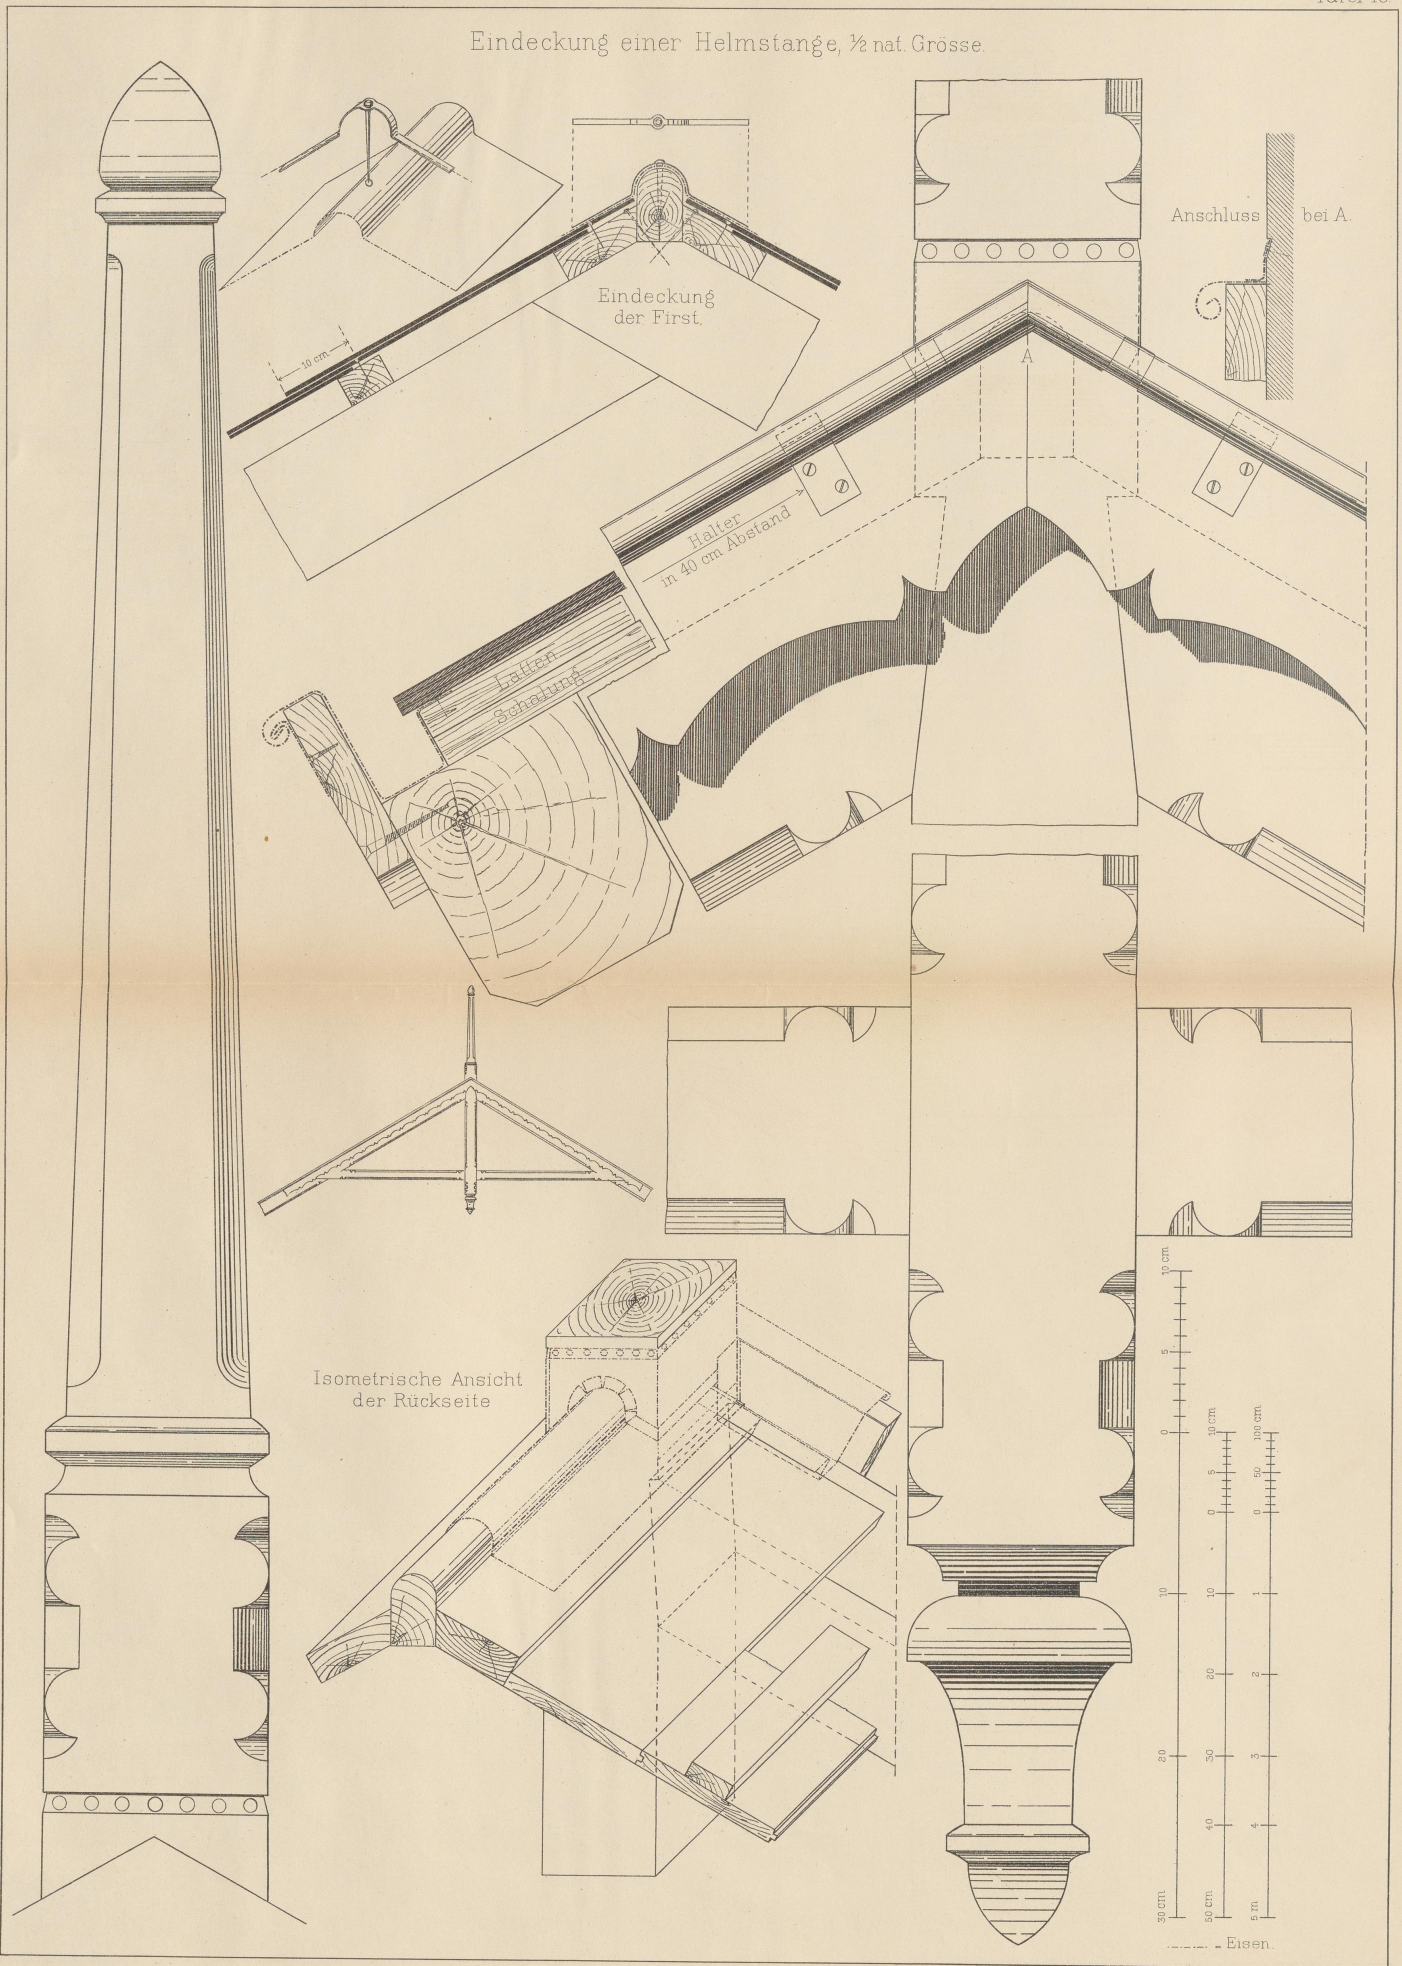 Eindeckung einer Helmstange, ½ nat. Grösse.
Anschluss bei A.
Eindeckung
der First.
10 cm
A
Halter
in 40 cm Abstand
Latten
Schalung
Isometrische Ansicht
der Rückseite
10 cm
5
0
10
20
30 cm
10 cm
5
0
10
20
30
40
50 cm
100 cm
50
0
1
2
3
4
5 m
- Eisen.